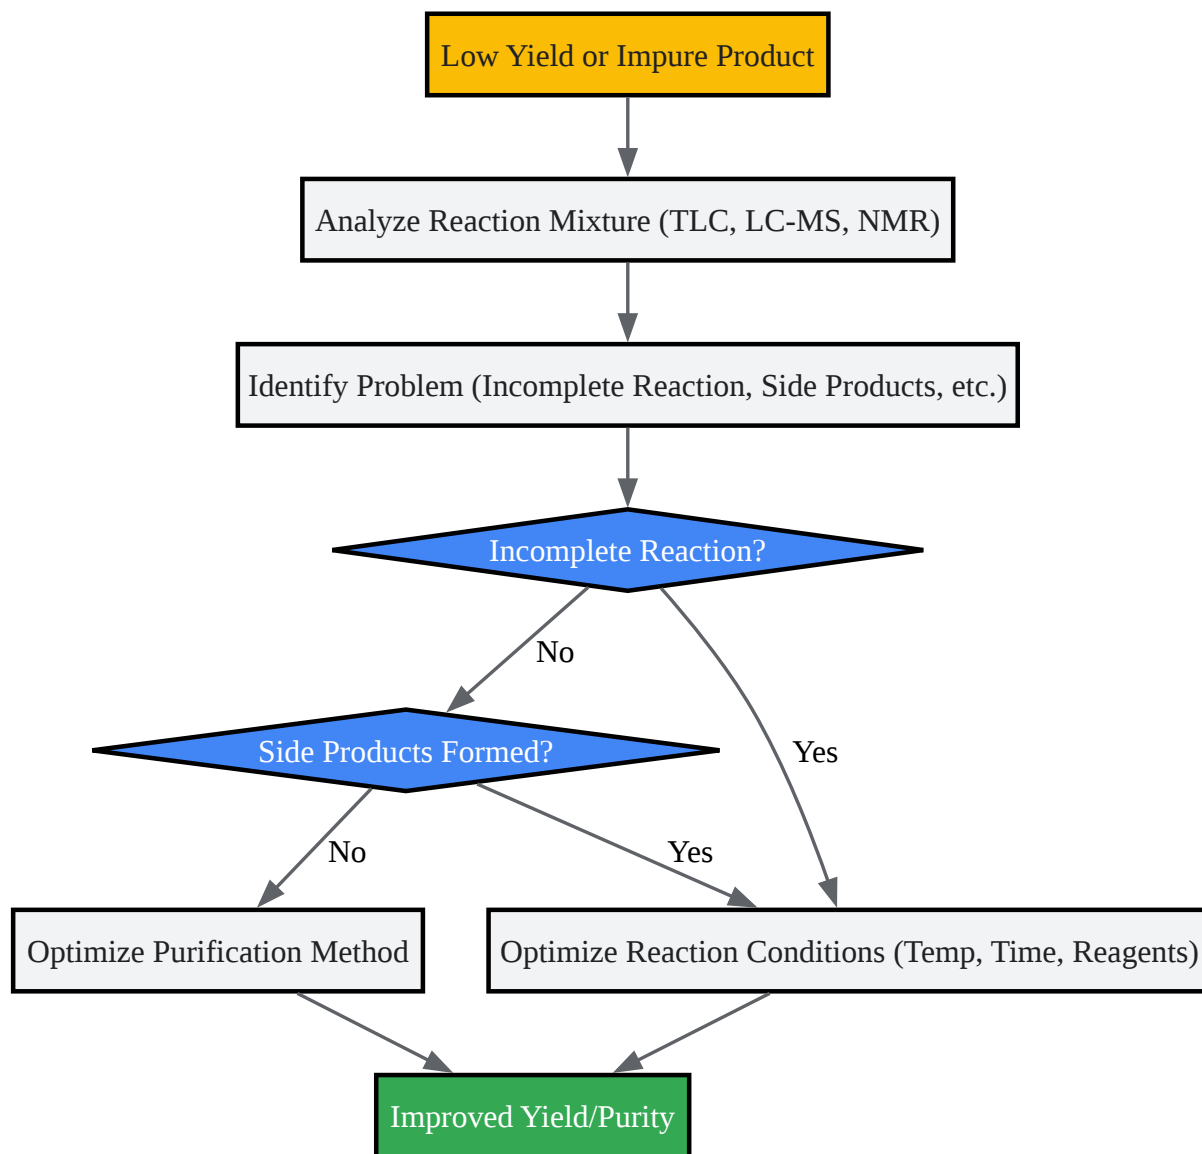 Low Yield or Impure Product
Analyze Reaction Mixture (TLC, LC-MS, NMR)
Identify Problem (Incomplete Reaction, Side Products, etc.)
Incomplete Reaction?
No
Side Products Formed?
Yes
No
Yes
Optimize Purification Method
Optimize Reaction Conditions (Temp, Time, Reagents)
Improved Yield/Purity